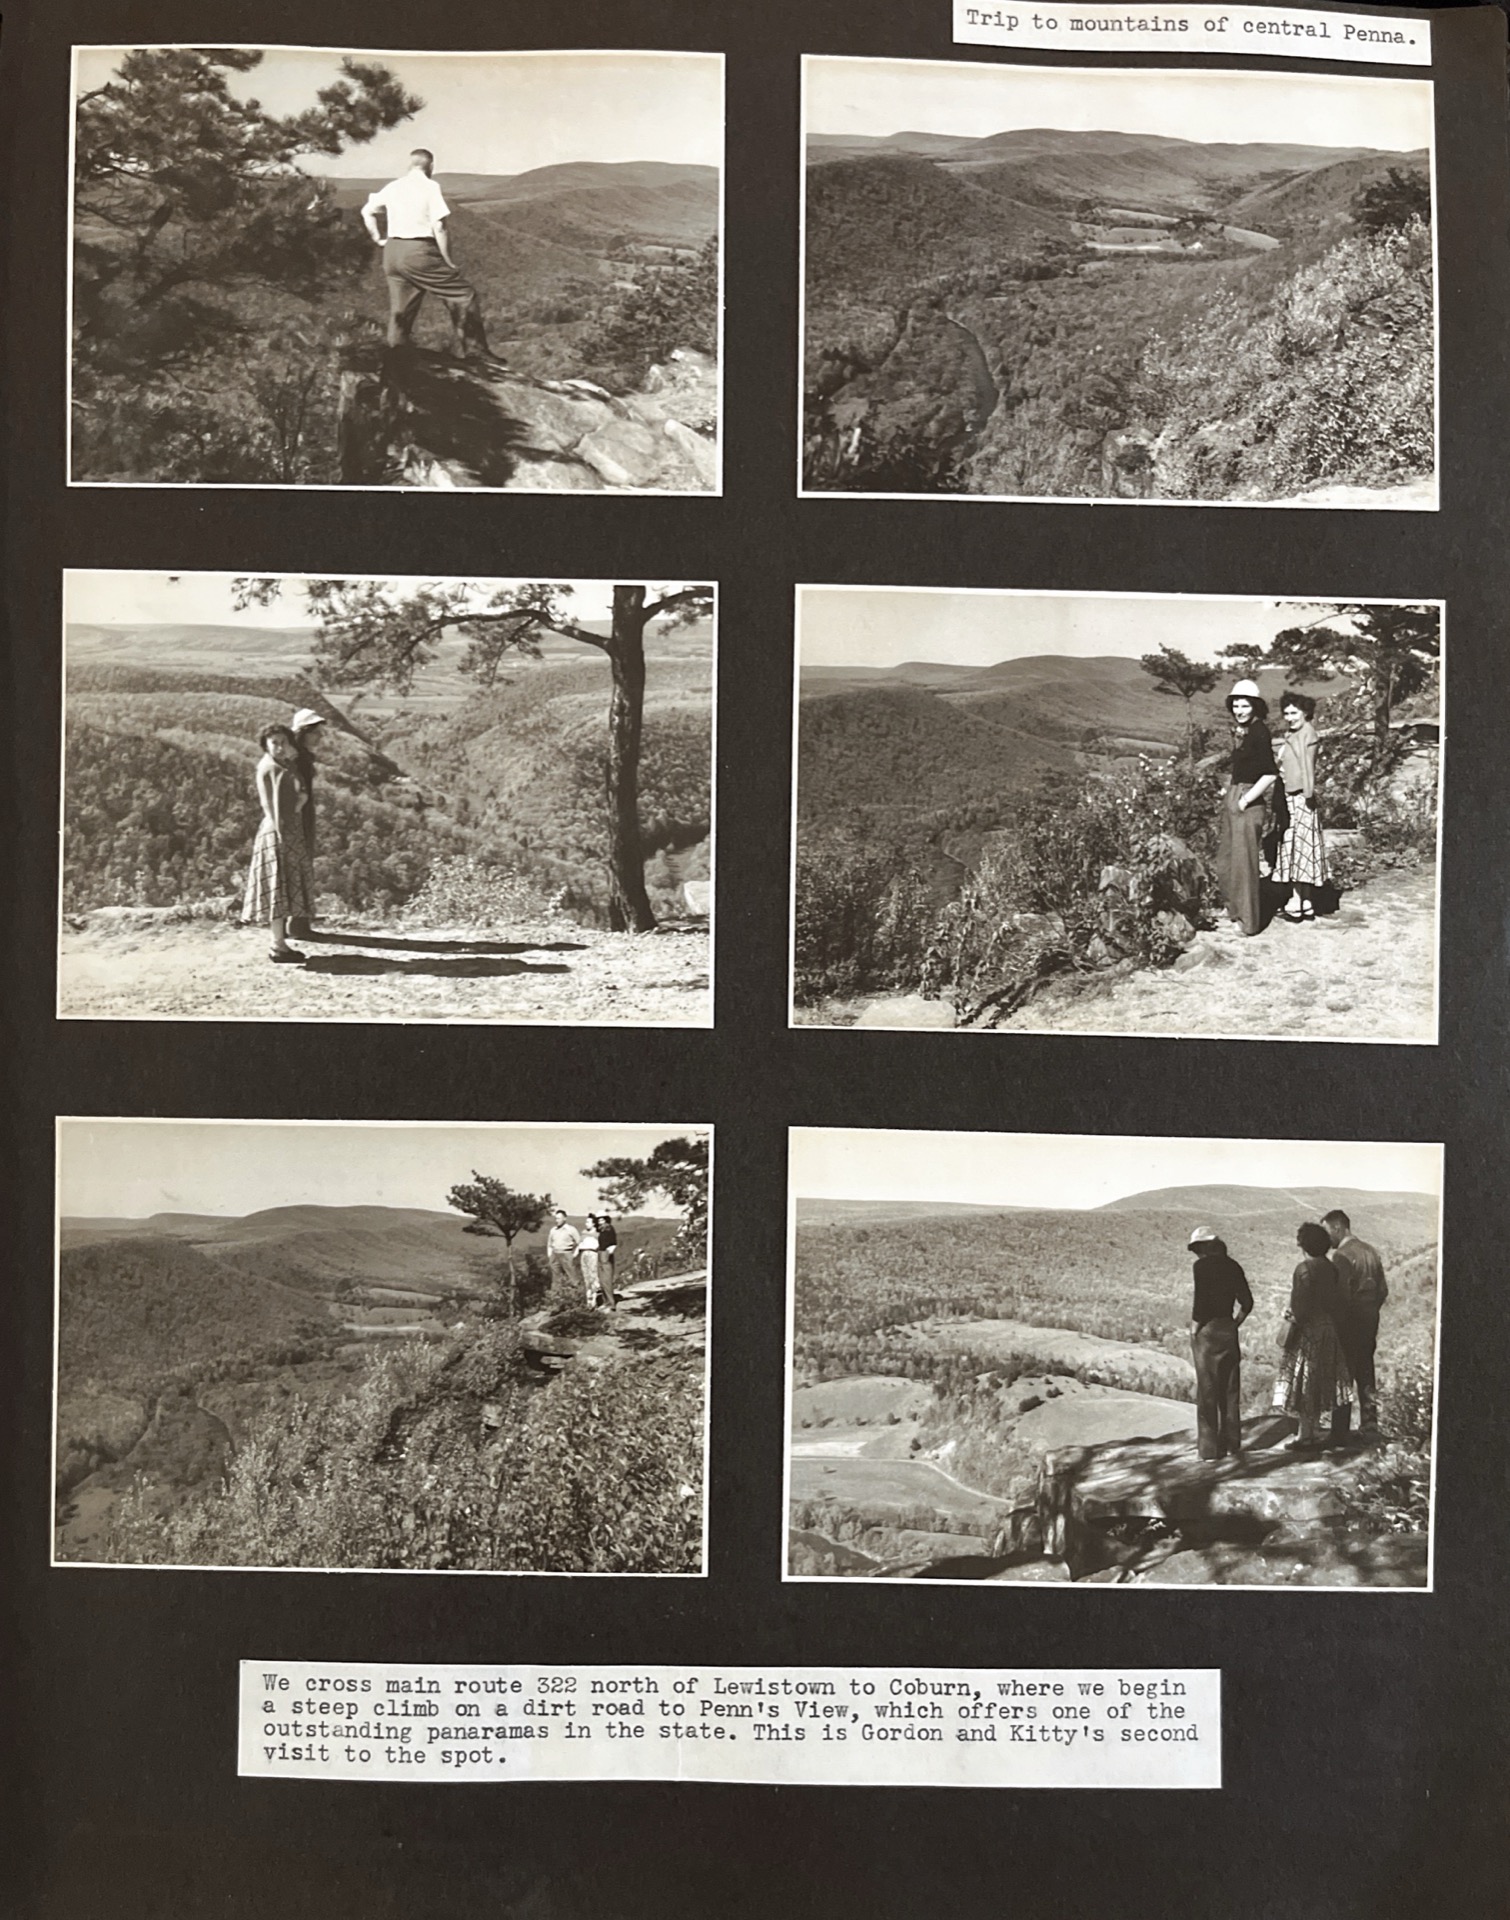 Trip to mountains of central Penna.
We cross main route 322 north of Lewistown to Coburn, where we begin
a steep climb on a dirt road to Penn's View, which offers one of the
outstanding panaramas in the state. This is Gordon and Kitty's second
visit to the spot.